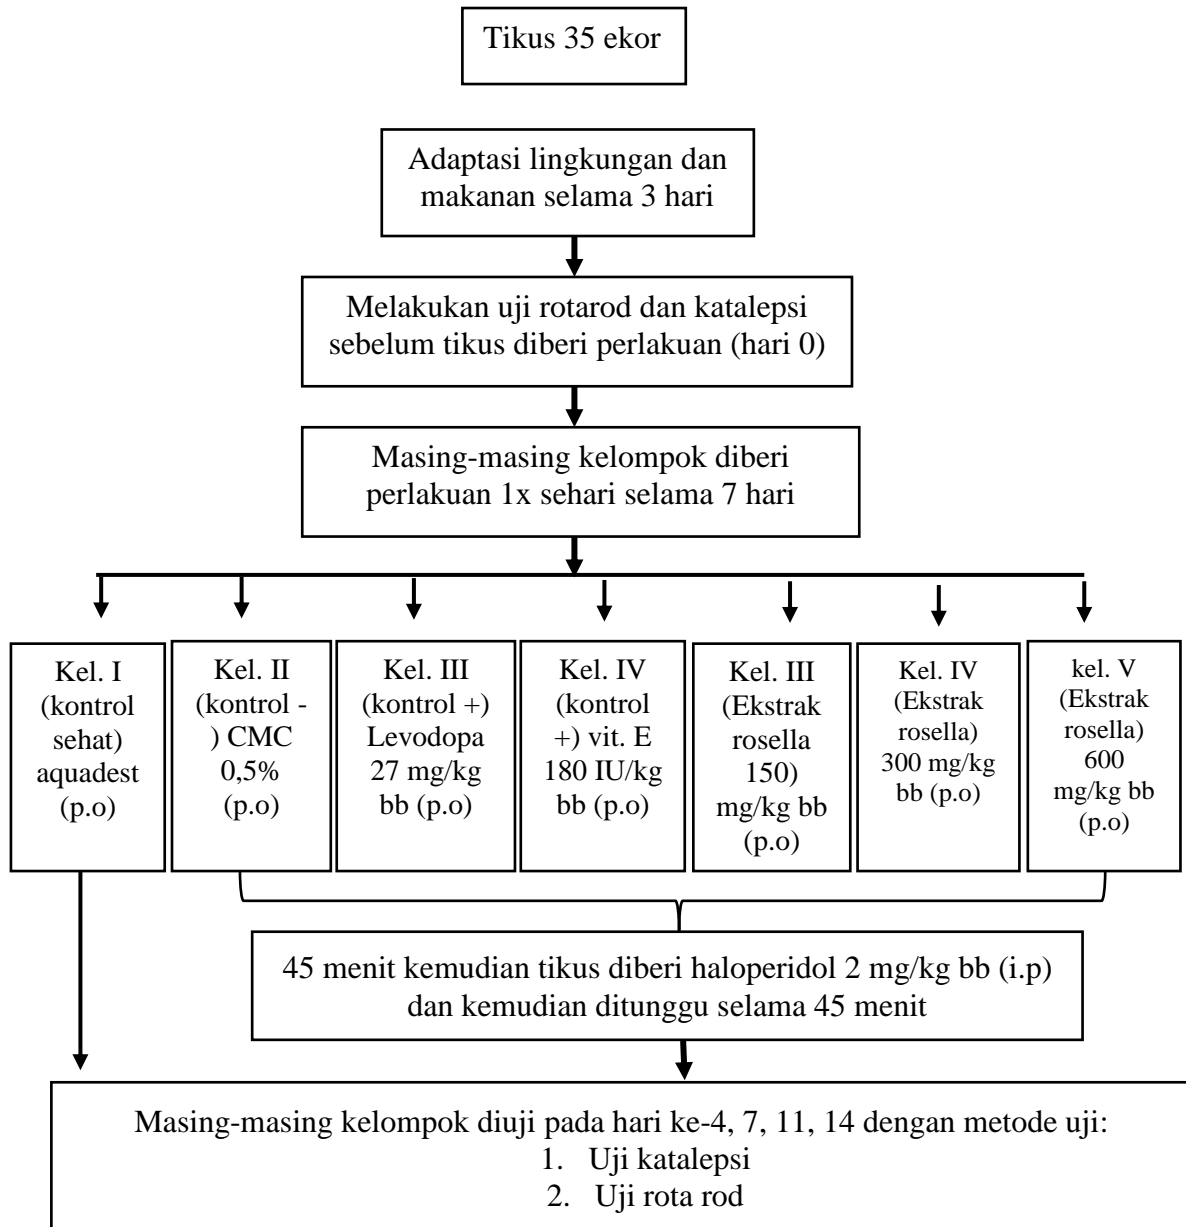 Tikus 35 ekor
Adaptasi lingkungan dan
makanan selama 3 hari
Melakukan uji rotarod dan katalepsi
sebelum tikus diberi perlakuan (hari 0)
Masing-masing kelompok diberi
perlakuan 1x sehari selama 7 hari
Kel. I
(kontrol
sehat)
aquadest
(p.o)
Kel. II
(kontrol -
) CMC
0,5%
(p.o)
Kel. III
(kontrol +)
Levodopa
27 mg/kg
bb (p.o)
Kel. IV
(kontrol
+) vit. E
180 IU/kg
bb (p.o)
Kel. III
(Ekstrak
rosella
150)
mg/kg bb
(p.o)
Kel. IV
(Ekstrak
rosella)
300 mg/kg
bb (p.o)
kel. V
(Ekstrak
rosella)
600
mg/kg bb
(p.o)
45 menit kemudian tikus diberi haloperidol 2 mg/kg bb (i.p)
dan kemudian ditunggu selama 45 menit
Masing-masing kelompok diuji pada hari ke-4, 7, 11, 14 dengan metode uji:
1. Uji katalepsi
2. Uji rota rod